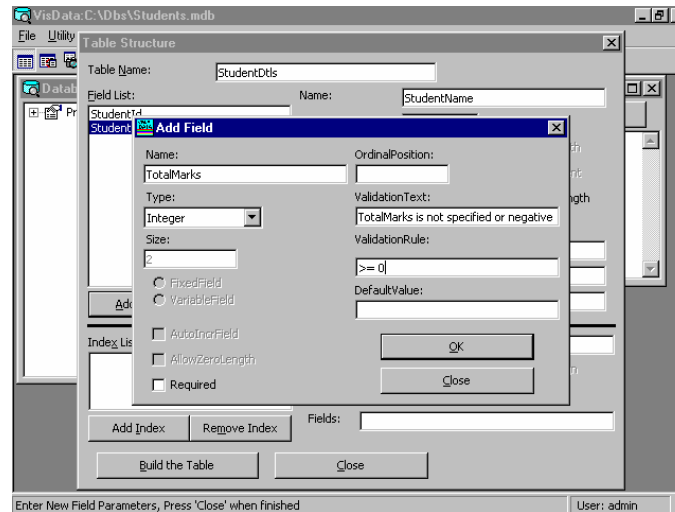 VisData:C:\Dbs\Students.mdb
File Utility
Table Structure
Table Name: StudentDtls
Field List: Name: StudentName
StudentId
Student
Add Field
Name: OrdinalPosition:
TotalMarks
Type: ValidationText:
Integer TotalMarks is not specified or negative
Size: ValidationRule:
2
>= 0
FixedField DefaultValue:
VariableField
AutoIncrField
OK
AllowZeroLength
Close
Required
Add Index Remove Index Fields:
Build the Table Close
Enter New Field Parameters, Press 'Close' when finished User: admin